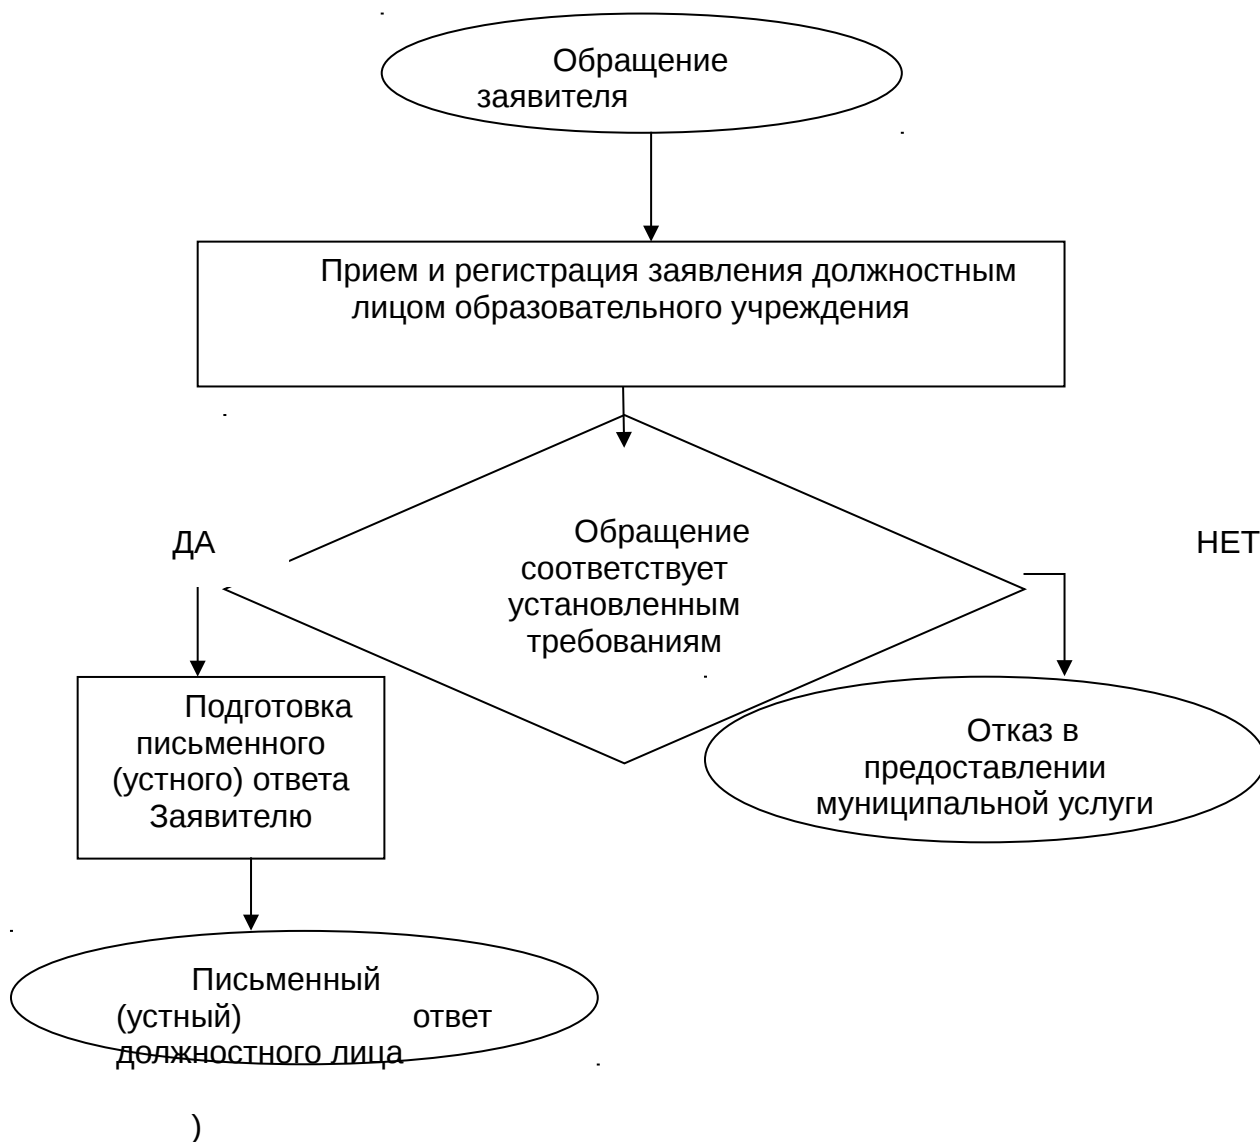 Обращение
заявителя
Прием и регистрация заявления должностным
лицом образовательного учреждения
ДА
Обращение
соответствует
установленным
требованиям
НЕТ
Подготовка
письменного
(устного) ответа
Заявителю
Отказ в
предоставлении
муниципальной услуги
Письменный
(устный) ответ
должностного лица
)